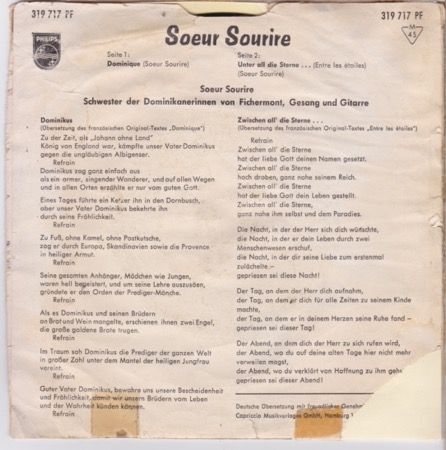 319 717 PF
319 717 PF
PHILIPS
M
45
Soeur Sourire
Seite 1:
Dominique (Soeur Sourire)
Seite 2:
Unter all die Sterne . . . (Entre les étoiles)
(Soeur Sourire)
Soeur Sourire
Schwester der Dominikanerinnen von Fichermont, Gesang und Gitarre
Dominikus
(Übersetzung des französischen Original-Textes „Dominique")
Zu der Zeit, als „Johann ohne Land"
König von England war, kämpfte unser Vater Dominikus
gegen die ungläubigen Albigenser.
Dominikus zog ganz einfach aus
als ein armer, singender Wanderer, und auf allen Wegen
und in allen Orten erzählte er nur vom guten Gott.
Eines Tages führte ein Ketzer ihn in den Dornbusch,
aber unser Vater Dominikus bekehrte ihn
durch seine Fröhlichkeit.
Refrain
Zu Fuß, ohne Kamel, ohne Postkutsche,
zog er durch Europa, Skandinavien sowie die Provence
in heiliger Armut.
Refrain
Seine gesamten Anhänger, Mädchen wie Jungen,
waren hell begeistert, und um seine Lehre auszusäen,
gründete er den Orden der Prediger-Mönche.
Refrain
Als es Dominikus und seinen Brüdern
an Brot und Wein mangelte, erschienen ihnen zwei Engel,
die große goldene Brote trugen.
Refrain
Im Traum sah Dominikus die Prediger der ganzen Welt
in großer Zahl unter dem Mantel der heiligen Jungfrau
vereint.
Refrain
Guter Vater Dominikus, bewahre uns unsere Bescheidenheit
und Fröhlichkeit, damit wir unsern Brüdern vom Leben
und der Wahrheit künden können.
Refrain
Zwischen all' die Sterne . . .
(Übersetzung des französischen Original-Textes „Entre les étoiles")
Refrain
Zwischen all' die Sterne
hat der liebe Gott deinen Namen gesetzt.
Zwischen all' die Sterne
hoch droben, ganz nahe seinem Reich.
Zwischen all' die Sterne
hat der liebe Gott dein Leben gestellt.
Zwischen all' die Sterne,
ganz nahe ihm selbst und dem Paradies.
Die Nacht, in der der Herr sich dich wünschte,
die Nacht, in der er dein Leben durch zwei
Menschenwesen erschuf,
die Nacht, in der dir seine Liebe zum erstenmal
zulächelte –
gepriesen sei diese Nacht!
Der Tag, an dem der Herr dich aufnahm,
der Tag, an dem er dich für alle Zeiten zu seinem Kinde
machte,
der Tag, an dem er in deinem Herzen seine Ruhe fand –
gepriesen sei dieser Tag!
Der Abend, an dem dich der Herr zu sich rufen wird,
der Abend, wo du auf deine alten Tage hier nicht mehr
verweilen magst,
der Abend, wo du verklärt von Hoffnung zu ihm gehst
gepriesen sei dieser Abend!
Deutsche Übersetzung mit freundlicher
Capriccio Musikverlages GmbH, Hamburg 1